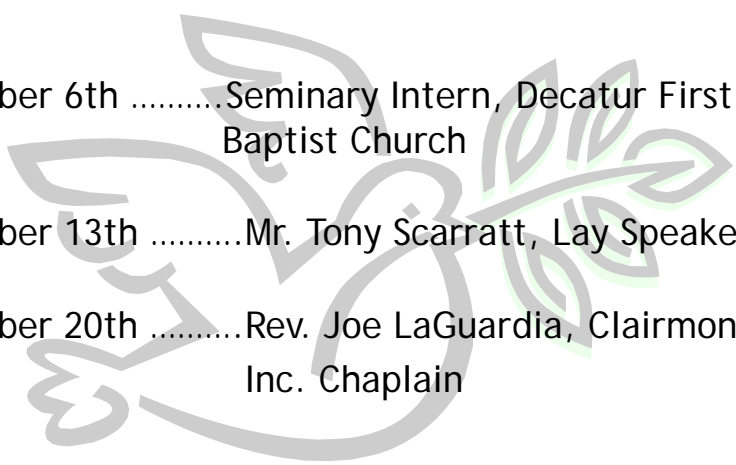 ber 6th ..........Seminary Intern, Decatur First
Baptist Church
ber 13th ..........Mr. Tony Scarratt, Lay Speake
ber 20th ..........Rev. Joe LaGuardia, Clairmon
Inc. Chaplain